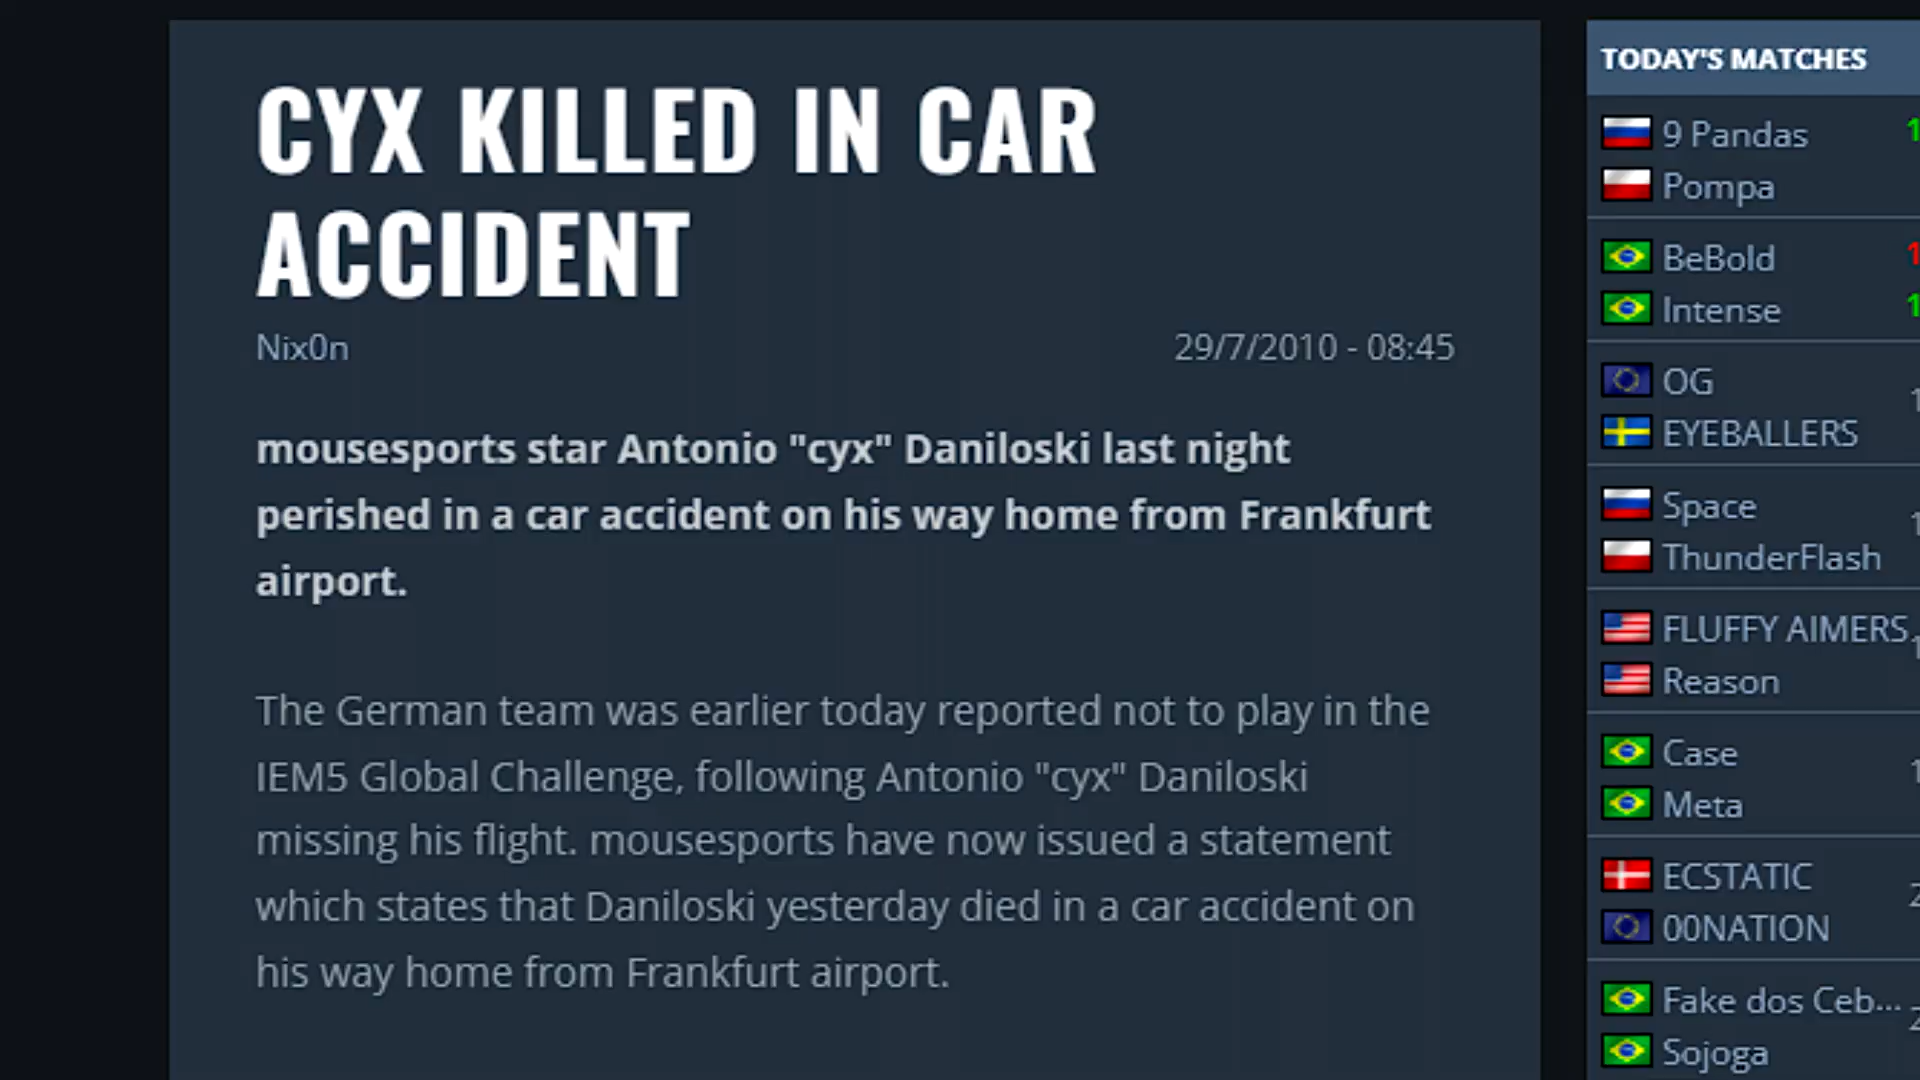 CYX KILLED IN CAR
ACCIDENT
Nix0n
29/7/2010 - 08:45
mousesports star Antonio "cyx" Daniloski last night
perished in a car accident on his way home from Frankfurt
airport.
The German team was earlier today reported not to play in the
IEM5 Global Challenge, following Antonio "cyx" Daniloski
missing his flight. mousesports have now issued a statement
which states that Daniloski yesterday died in a car accident on
his way home from Frankfurt airport.
TODAY'S MATCHES
9 Pandas
Pompa
BeBold
Intense
OG
EYEBALLERS
Space
ThunderFlash
FLUFFY AIMERS
Reason
Case
Meta
ECSTATIC
00NATION
Fake dos Ceb...
Sojoga